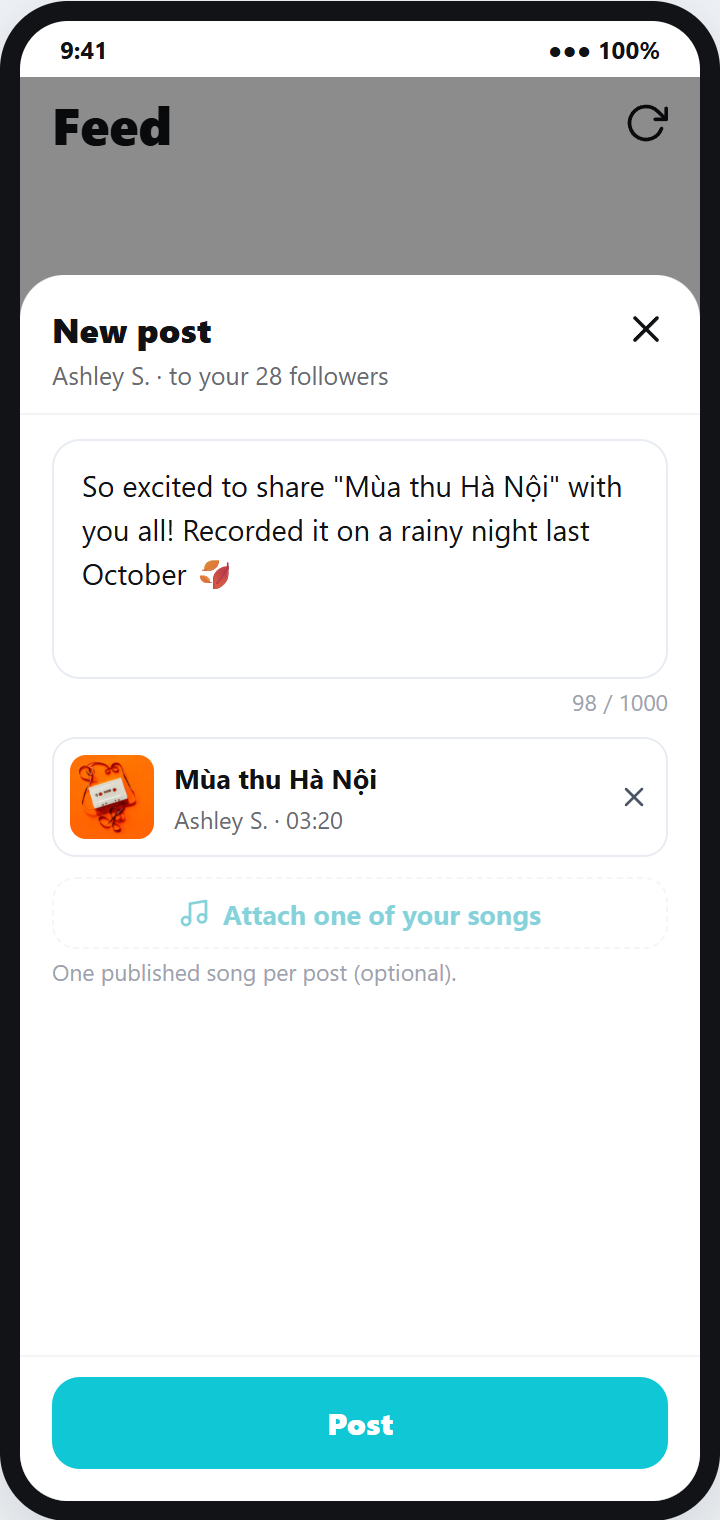 9:41
●●● 100%
Feed
New post
Ashley S. · to your 28 followers
So excited to share "Mùa thu Hà Nội" with
you all! Recorded it on a rainy night last
October 🍂
98 / 1000
Mùa thu Hà Nội
Ashley S. · 03:20
Attach one of your songs
One published song per post (optional).
Post